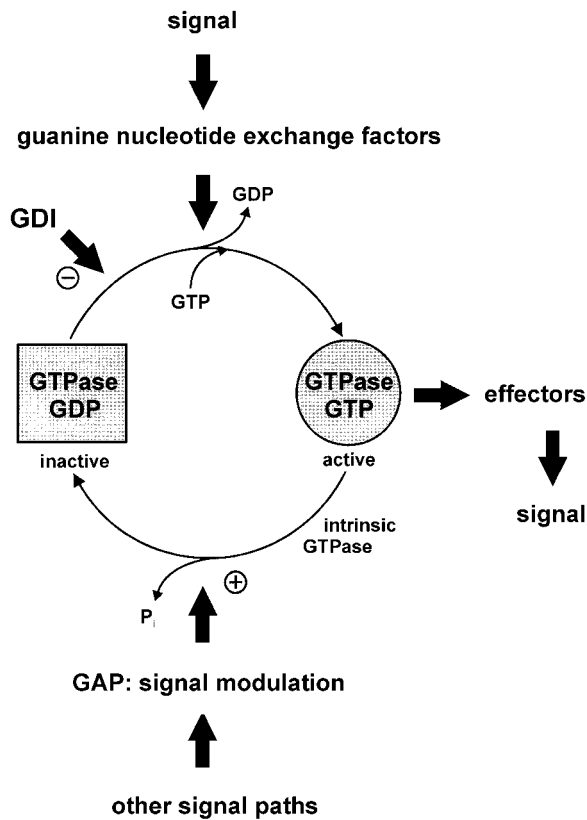 signal
guanine nucleotide exchange factors
GDP
GDI
−
GTP
GTPase
GDP
inactive
GTPase
GTP
active
effectors
signal
intrinsic
GTPase
Pi
+
GAP: signal modulation
other signal paths